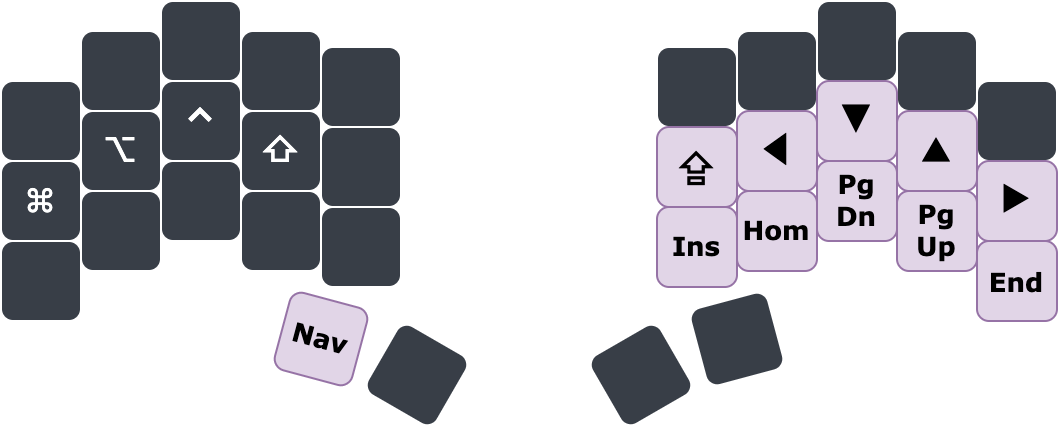 ⌘
⌥
^
⇧
Nav
⇪
◀
▼
▲
▶
Ins
Hom
Pg
Dn
Pg
Up
End